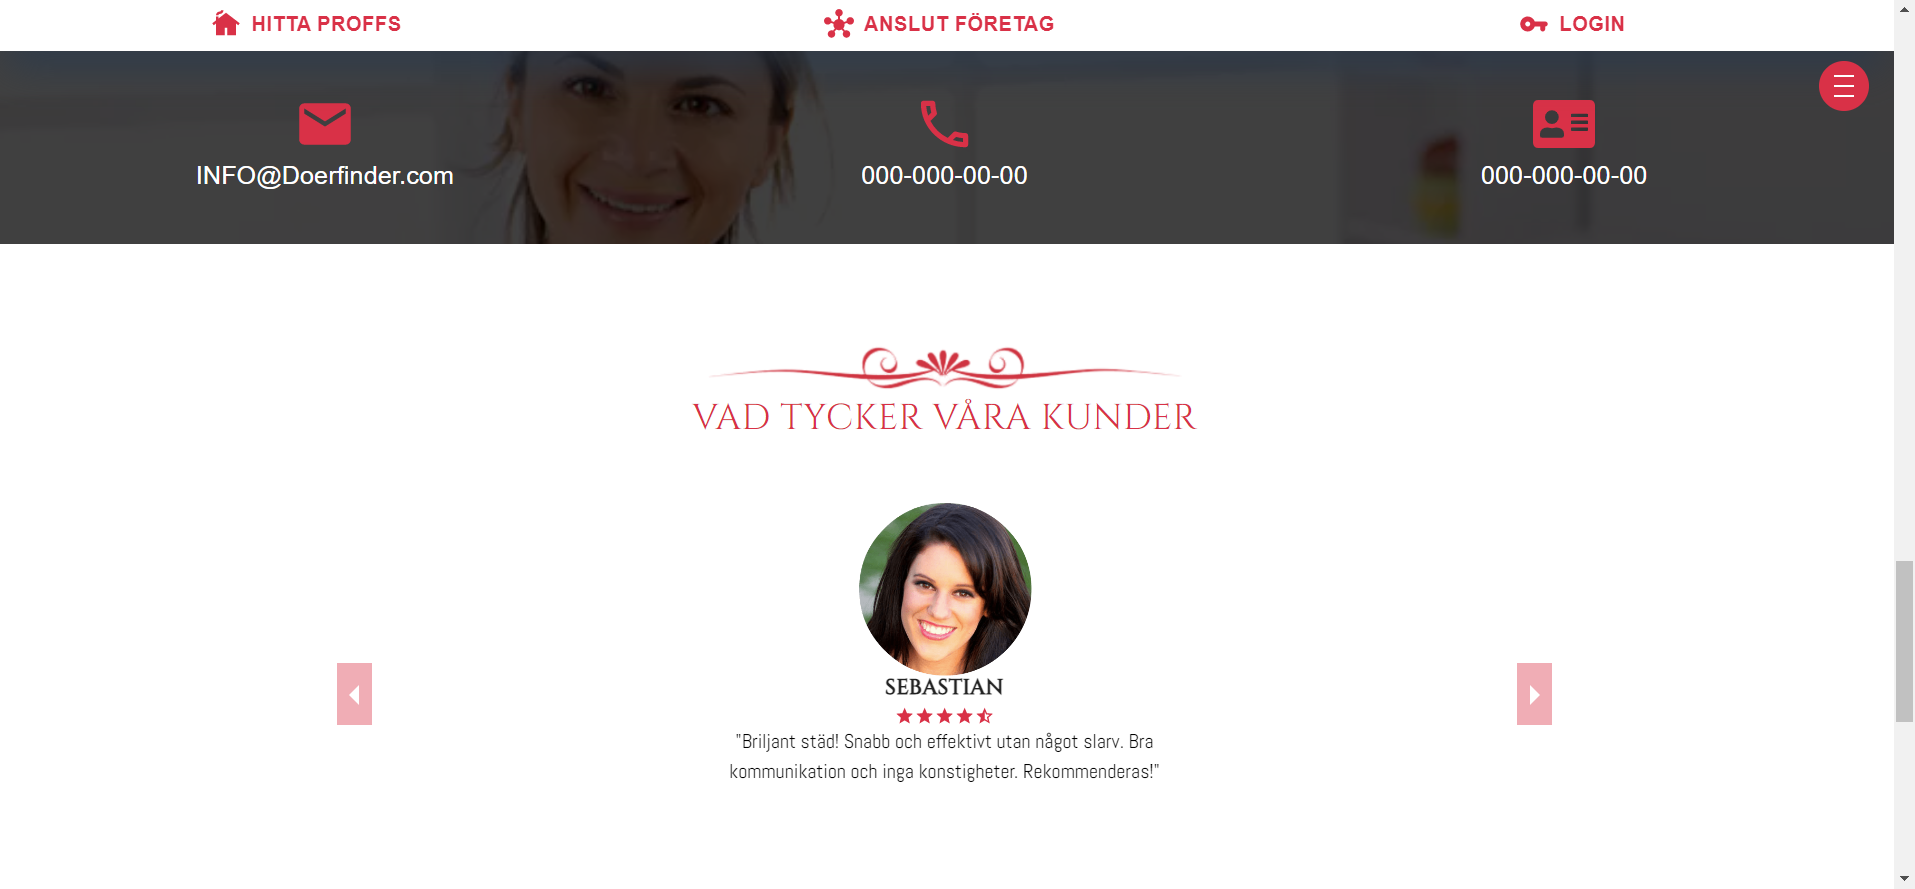 HITTA PROFFS
ANSLUT FÖRETAG
LOGIN
INFO@Doerfinder.com
000-000-00-00
000-000-00-00
VAD TYCKER VÅRA KUNDER
SEBASTIAN
"Briljant städ! Snabb och effektivt utan något slarv. Bra
kommunikation och inga konstigheter. Rekommenderas!"